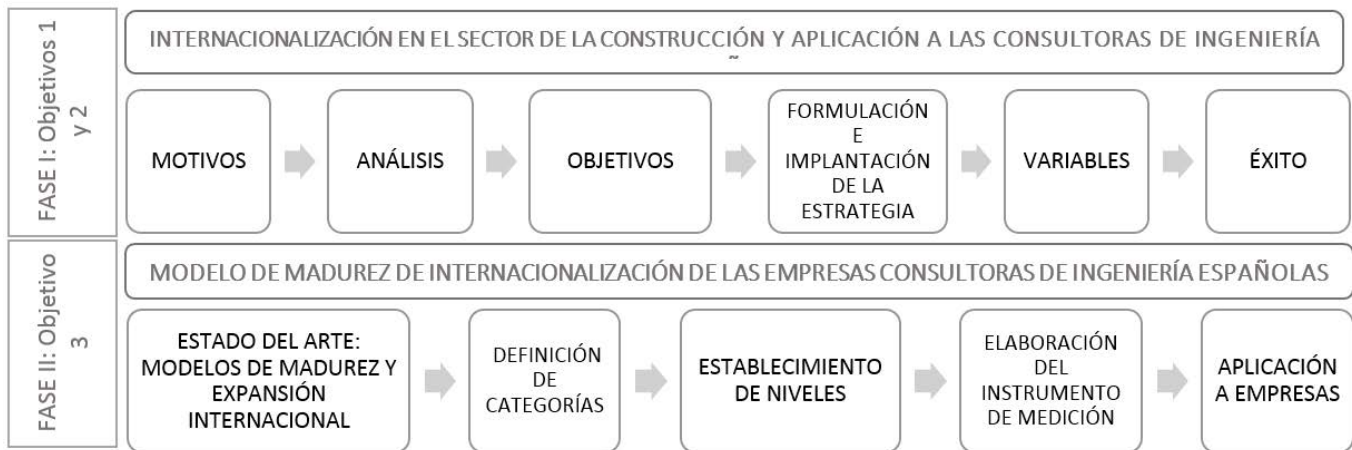 FASE I: Objetivos 1
y 2
INTERNACIONALIZACIÓN EN EL SECTOR DE LA CONSTRUCCIÓN Y APLICACIÓN A LAS CONSULTORAS DE INGENIERÍA
MOTIVOS
ANÁLISIS
OBJETIVOS
FORMULACIÓN
E
IMPLANTACIÓN
DE LA
ESTRATEGIA
VARIABLES
ÉXITO
FASE II: Objetivo
3
MODELO DE MADUREZ DE INTERNACIONALIZACIÓN DE LAS EMPRESAS CONSULTORAS DE INGENIERÍA ESPAÑOLAS
ESTADO DEL ARTE:
MODELOS DE MADUREZ Y
EXPANSIÓN
INTERNACIONAL
DEFINICIÓN
DE
CATEGORÍAS
ESTABLECIMIENTO
DE NIVELES
ELABORACIÓN
DEL
INSTRUMENTO
DE MEDICIÓN
APLICACIÓN
A EMPRESAS